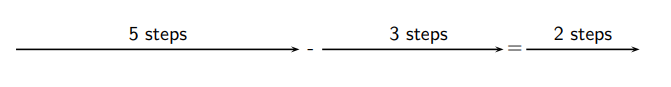 5 steps - 3 steps = 2 steps